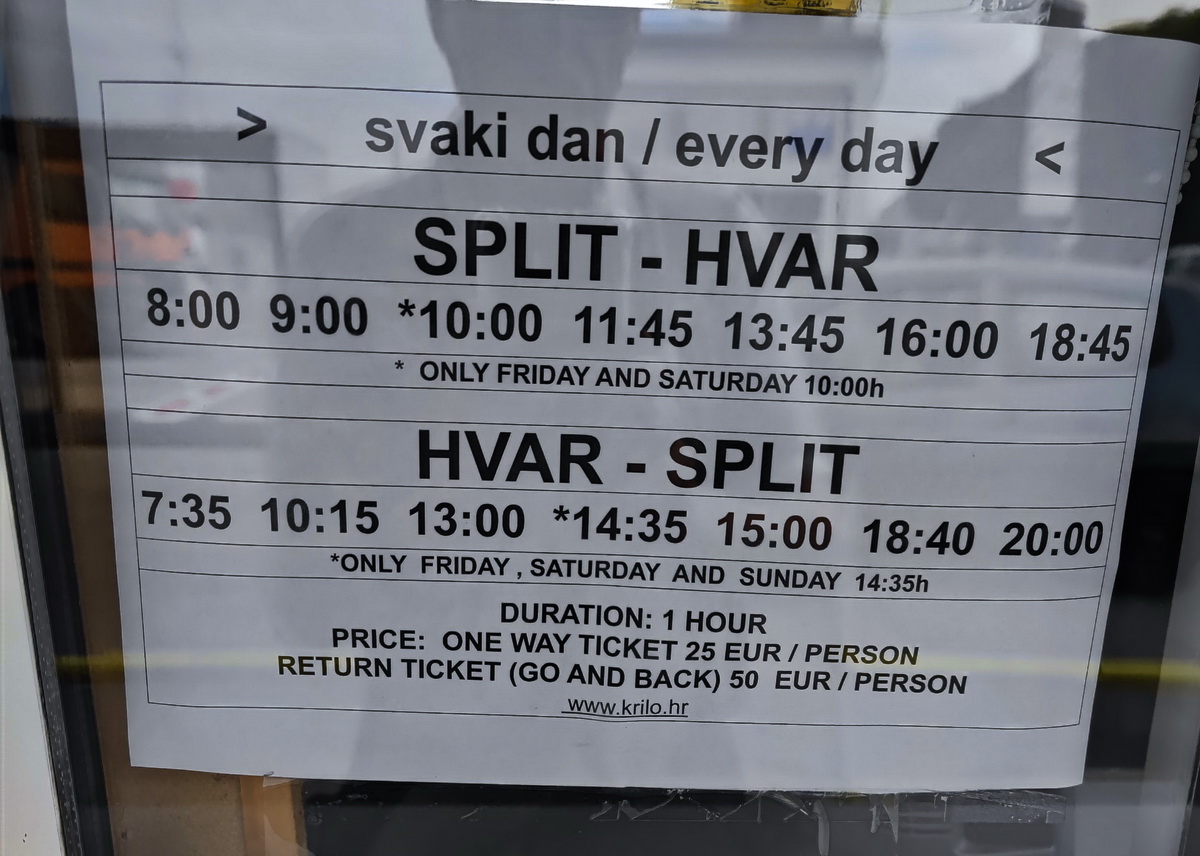 > svaki dan / every day <
SPLIT - HVAR
8:00 9:00 *10:00 11:45 13:45 16:00 18:45
* ONLY FRIDAY AND SATURDAY 10:00h
HVAR - SPLIT
7:35 10:15 13:00 *14:35 15:00 18:40 20:00
*ONLY FRIDAY , SATURDAY AND SUNDAY 14:35h
DURATION: 1 HOUR
PRICE: ONE WAY TICKET 25 EUR / PERSON
RETURN TICKET (GO AND BACK) 50 EUR / PERSON
www.krilo.hr